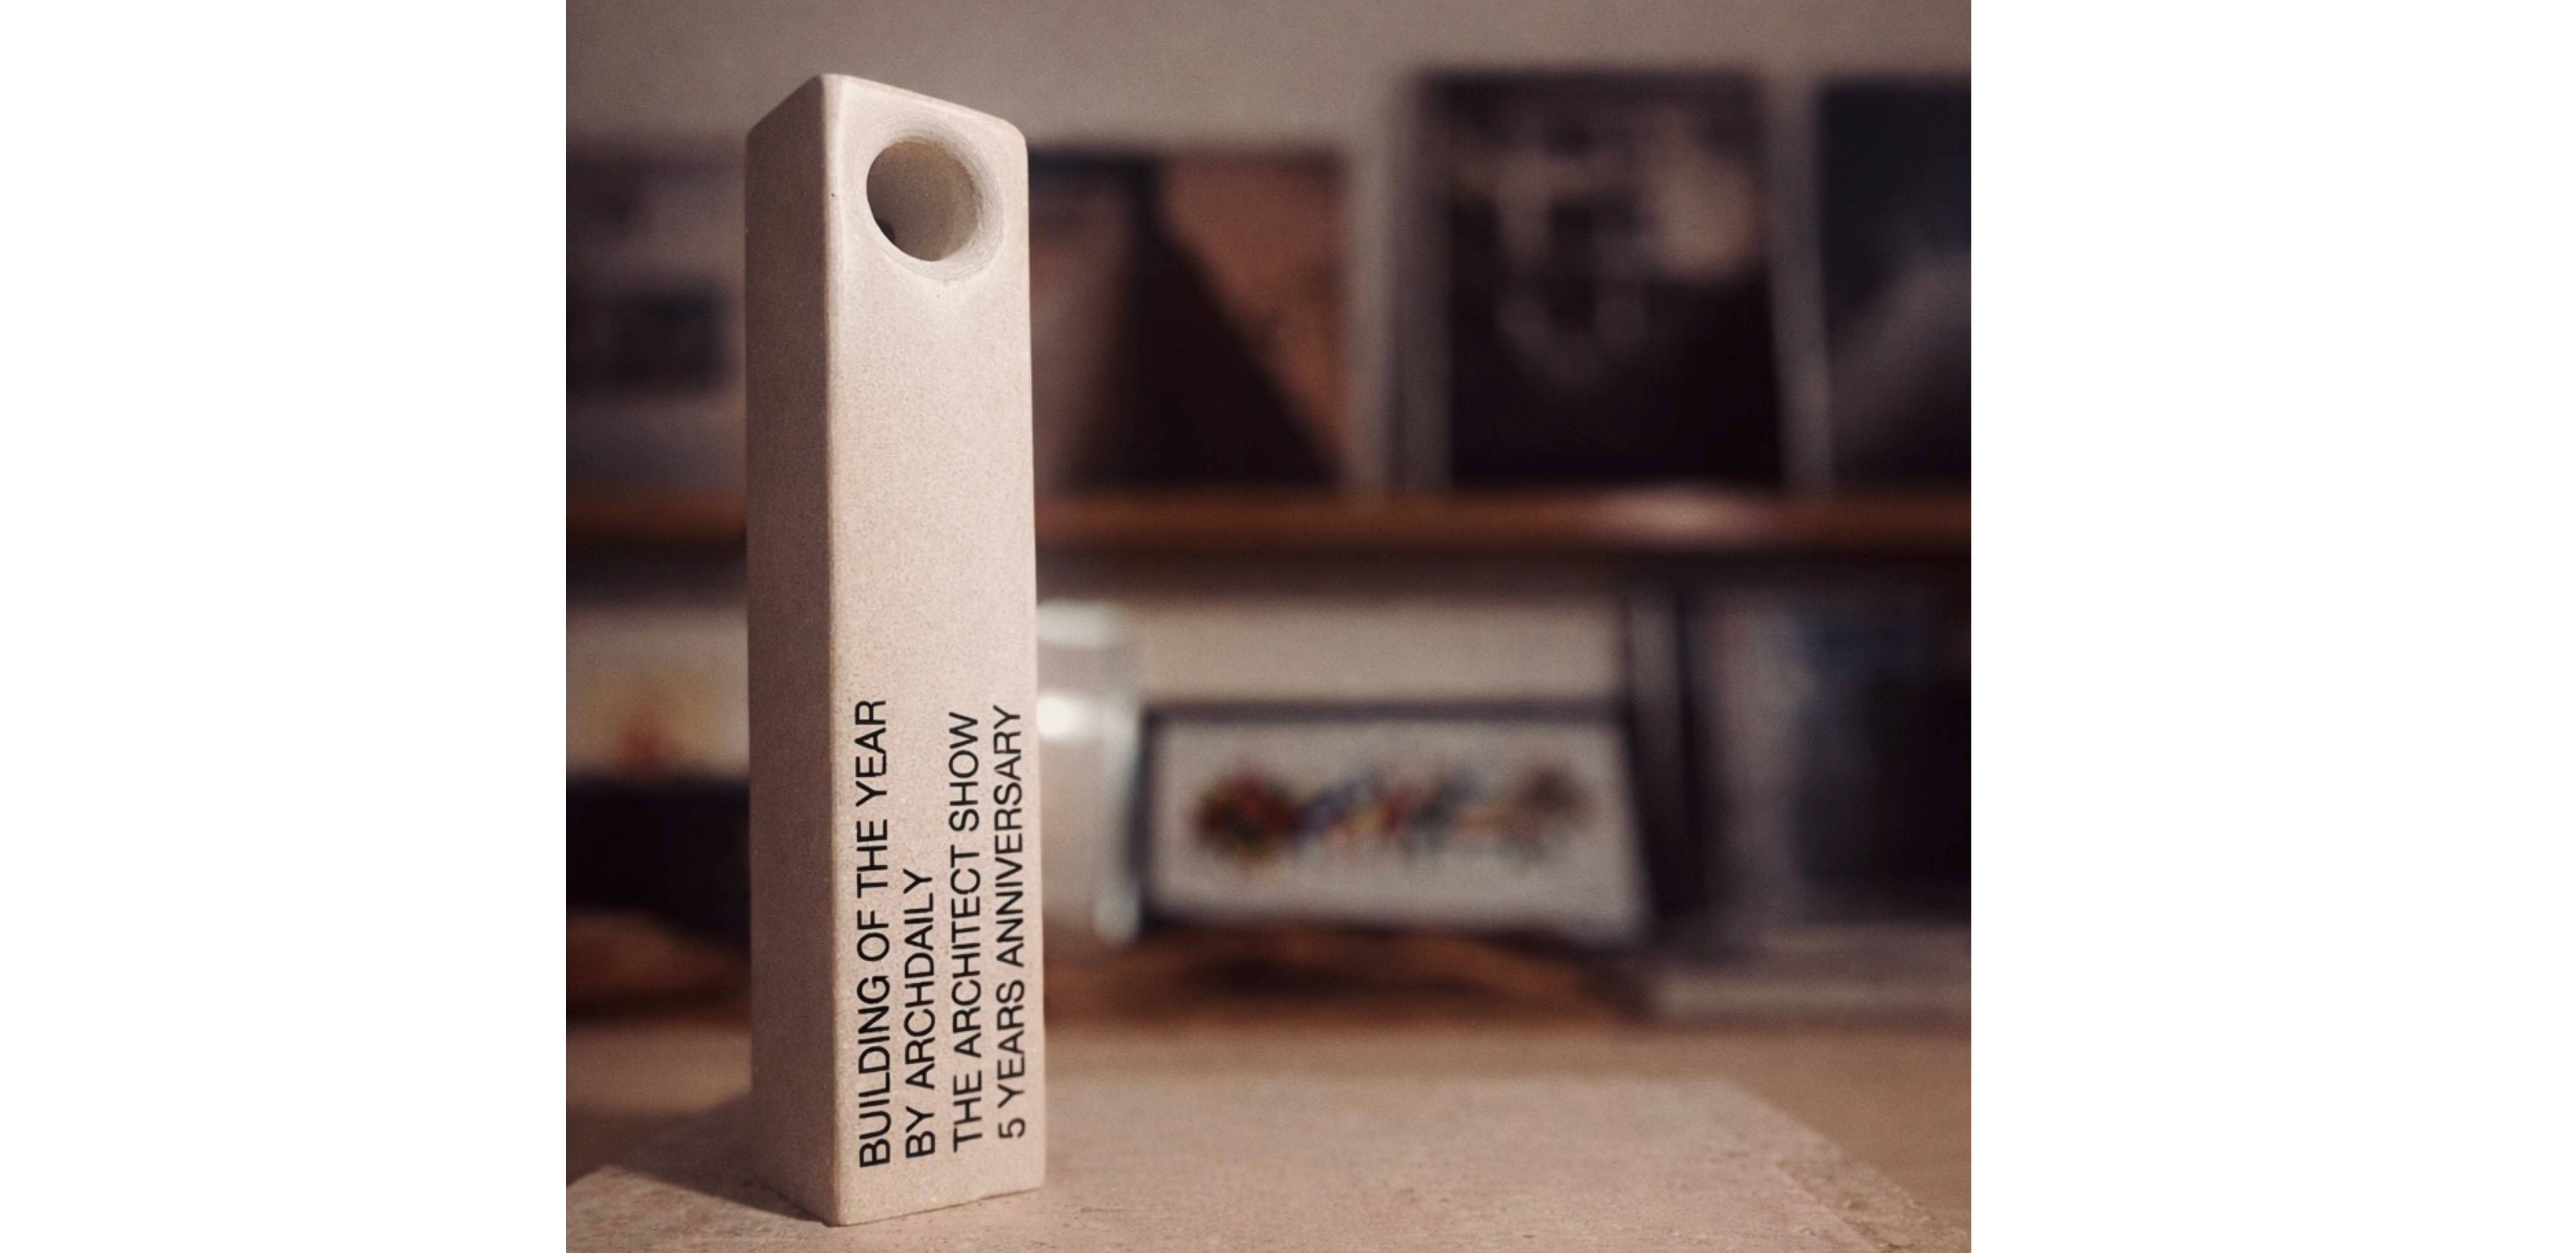 BUILDING OF THE YEAR
BY ARCHDAILY
THE ARCHITECT SHOW
5 YEARS ANNIVERSARY